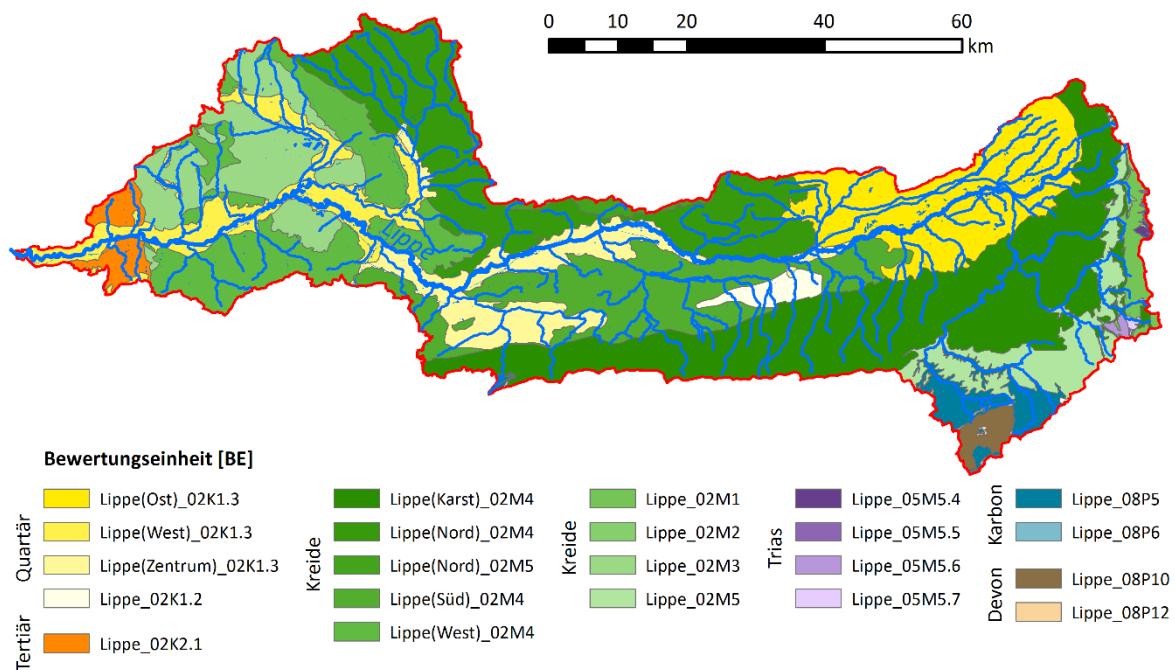 0 10 20 40 60
km
Lippe
Bewertungseinheit [BE]
Quartär
Lippe(Ost)_02K1.3
Lippe(West)_02K1.3
Lippe(Zentrum)_02K1.3
Lippe_02K1.2
Tertiär
Lippe_02K2.1
Kreide
Lippe(Karst)_02M4
Lippe(Nord)_02M4
Lippe(Nord)_02M5
Lippe(Süd)_02M4
Lippe(West)_02M4
Kreide
Lippe_02M1
Lippe_02M2
Lippe_02M3
Lippe_02M5
Trias
Lippe_05M5.4
Lippe_05M5.5
Lippe_05M5.6
Lippe_05M5.7
Karbon
Lippe_08P5
Lippe_08P6
Devon
Lippe_08P10
Lippe_08P12